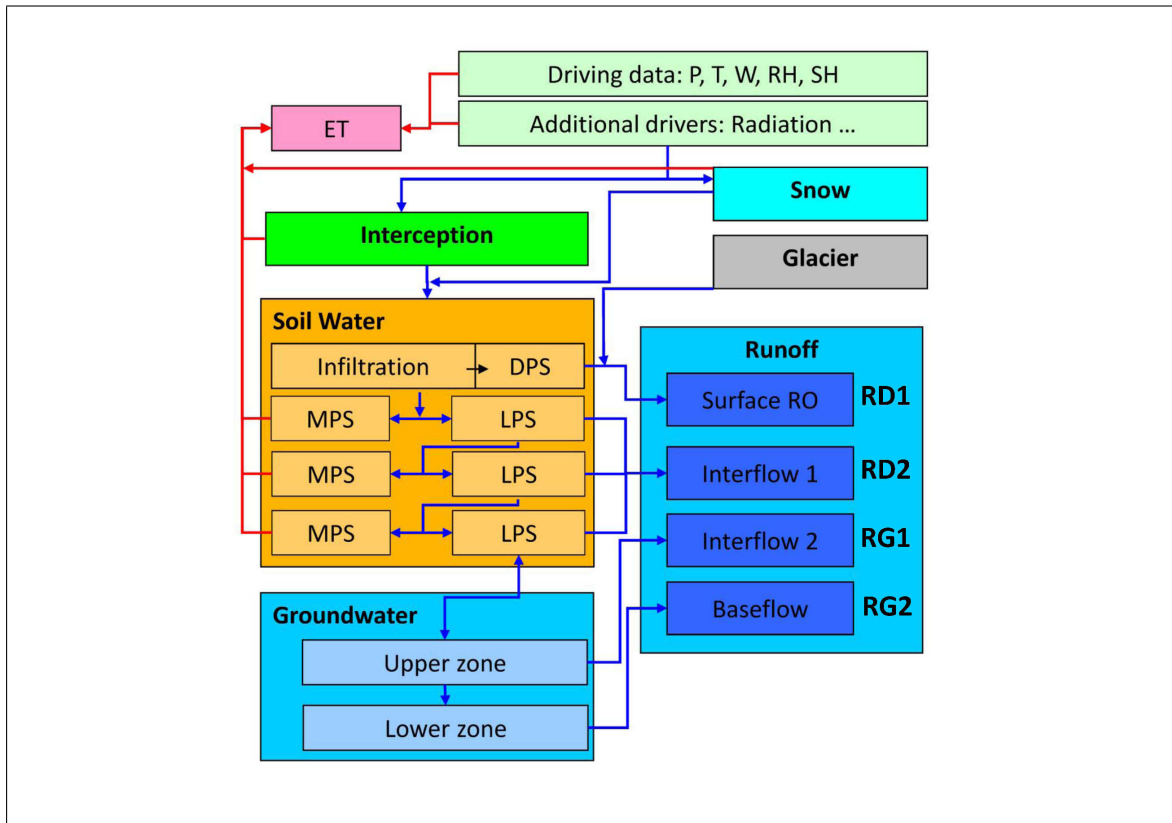 Driving data: P, T, W, RH, SH
ET
Additional drivers: Radiation ...
Snow
Interception
Glacier
Soil Water
Runoff
Infiltration
DPS
Surface RO
RD1
MPS
LPS
MPS
LPS
Interflow 1
RD2
MPS
LPS
Interflow 2
RG1
Groundwater
Baseflow
RG2
Upper zone
Lower zone